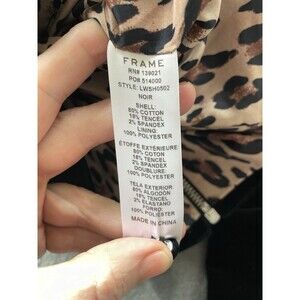 FRAME
RN# 139021
PO# 514000
STYLE: LWSH0502
NOIR
SHELL:
80% COTTON
18% TENCEL
2% SPANDEX
LINING:
100% POLYESTER
ÉTOFFE EXTÉRIEURE:
80% COTON
18% TENCEL
2% SPANDEX
DOUBLURE:
100% POLYESTER
TELA EXTERIOR:
80% ALGODÓN
18% TENCEL
2% ELASTANO
FORRO:
100% POLYESTER
MADE IN CHINA